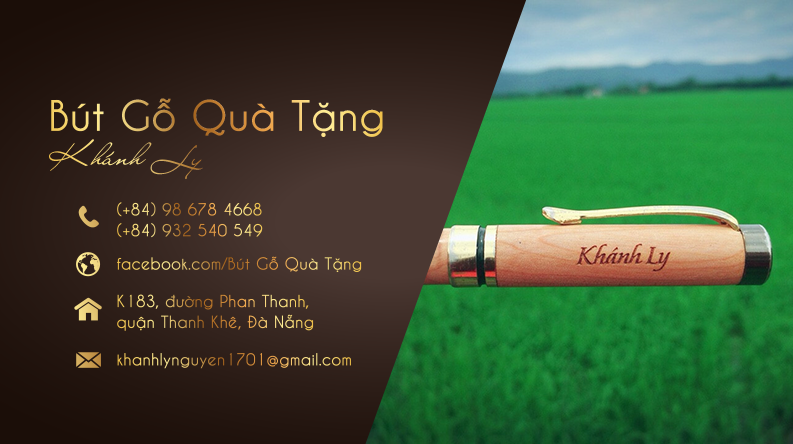 Bút Gỗ Quà Tặng
Khánh Ly
(+84) 98 678 4668
(+84) 932 540 549
facebook.com/Bút Gỗ Quà Tặng
K183, đường Phan Thanh,
quận Thanh Khê, Đà Nẵng
khanhlynguyen1701@gmail.com
Khánh Ly